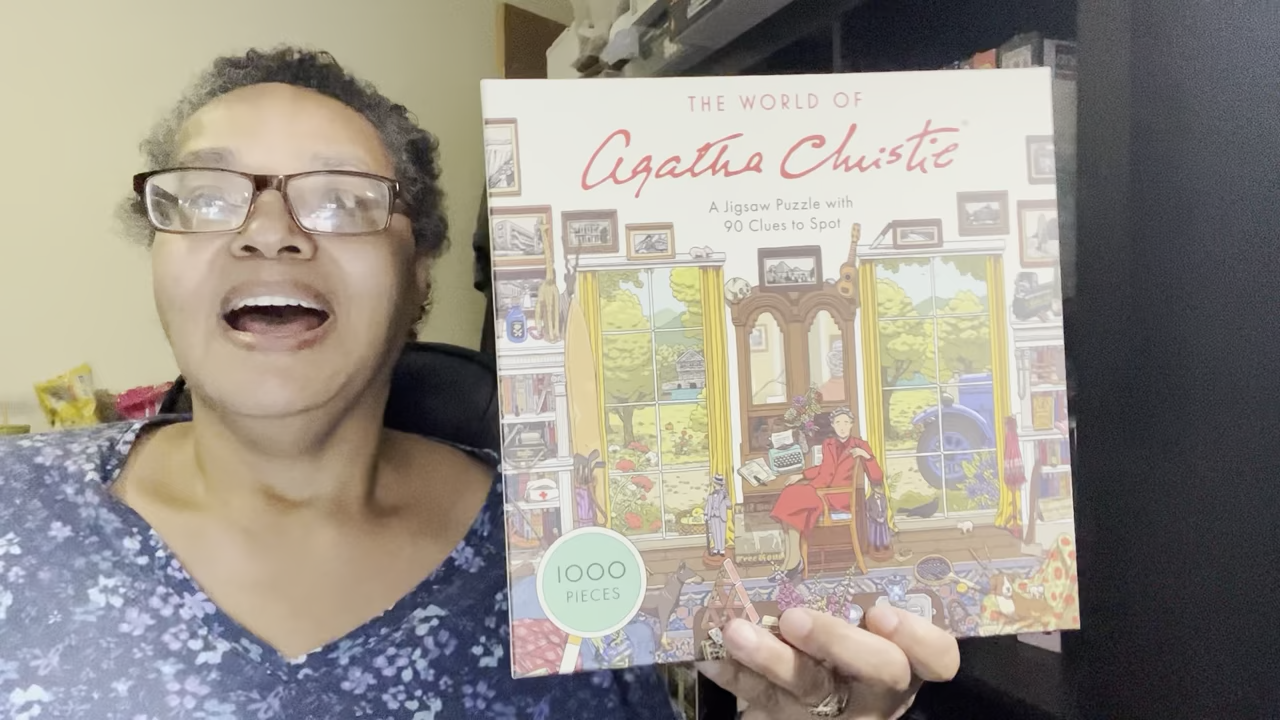 THE WORLD OF
Agatha Christie
A Jigsaw Puzzle with
90 Clues to Spot
1000
PIECES